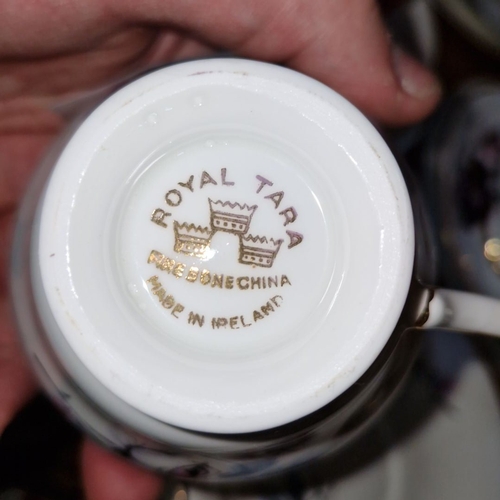 ROYAL TARA
FINE BONE CHINA
MADE IN IRELAND